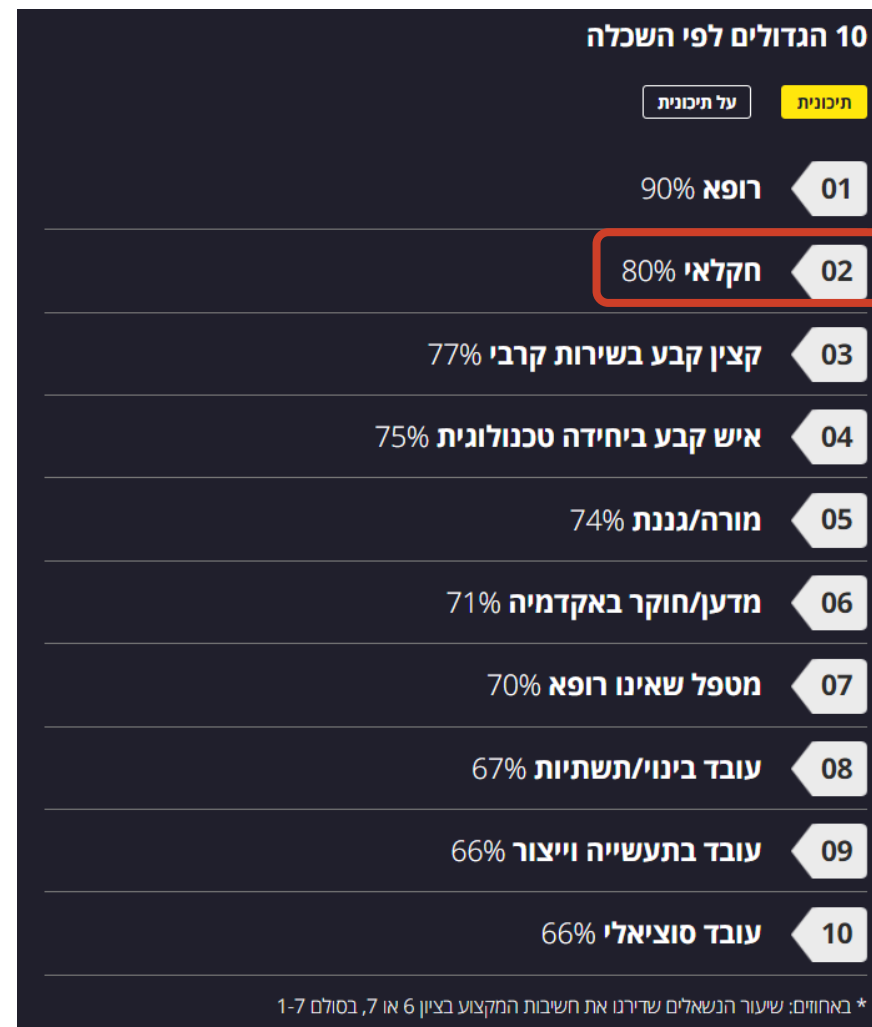 10 הגדולים לפי השכלה
תיכונית על תיכונית
01 רופא 90%
02 חקלאי 80%
03 קצין קבע בשירות קרבי 77%
04 איש קבע ביחידה טכנולוגית 75%
05 מורה/גננת 74%
06 מדען/חוקר באקדמיה 71%
07 מטפל שאינו רופא 70%
08 עובד בינוי/תשתיות 67%
09 עובד בתעשייה וייצור 66%
10 עובד סוציאלי 66%
* באחוזים: שיעור הנשאלים שדירגו את חשיבות המקצוע בציון 6 או 7, בסולם 1-7